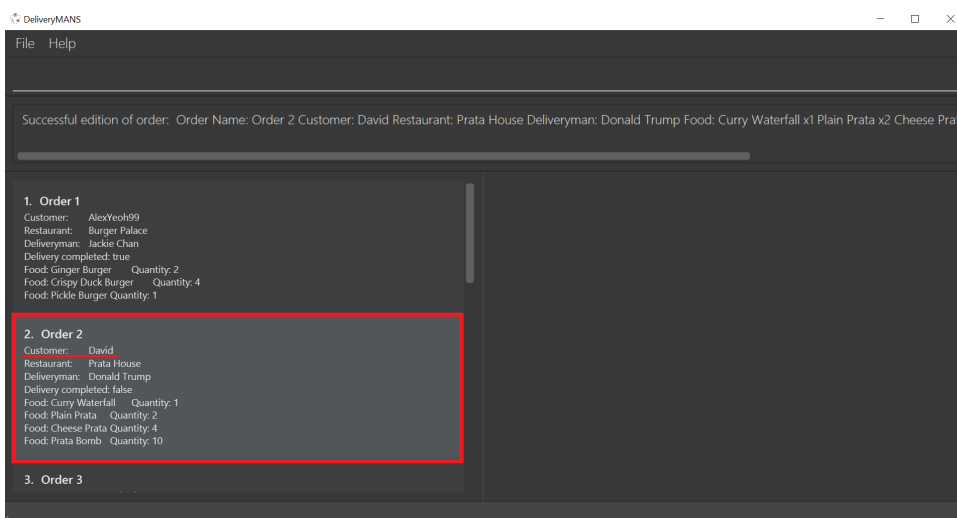 DeliveryMANS
File Help
Successful edition of order: Order Name: Order 2 Customer: David Restaurant: Prata House Deliveryman: Donald Trump Food: Curry Waterfall x1 Plain Prata x2 Cheese Pra
1. Order 1
Customer: AlexYeoh99
Restaurant: Burger Palace
Deliveryman: Jackie Chan
Delivery completed: true
Food: Ginger Burger Quantity: 2
Food: Crispy Duck Burger Quantity: 4
Food: Pickle Burger Quantity: 1
2. Order 2
Customer: David
Restaurant: Prata House
Deliveryman: Donald Trump
Delivery completed: false
Food: Curry Waterfall Quantity: 1
Food: Plain Prata Quantity: 2
Food: Cheese Prata Quantity: 4
Food: Prata Bomb Quantity: 10
3. Order 3